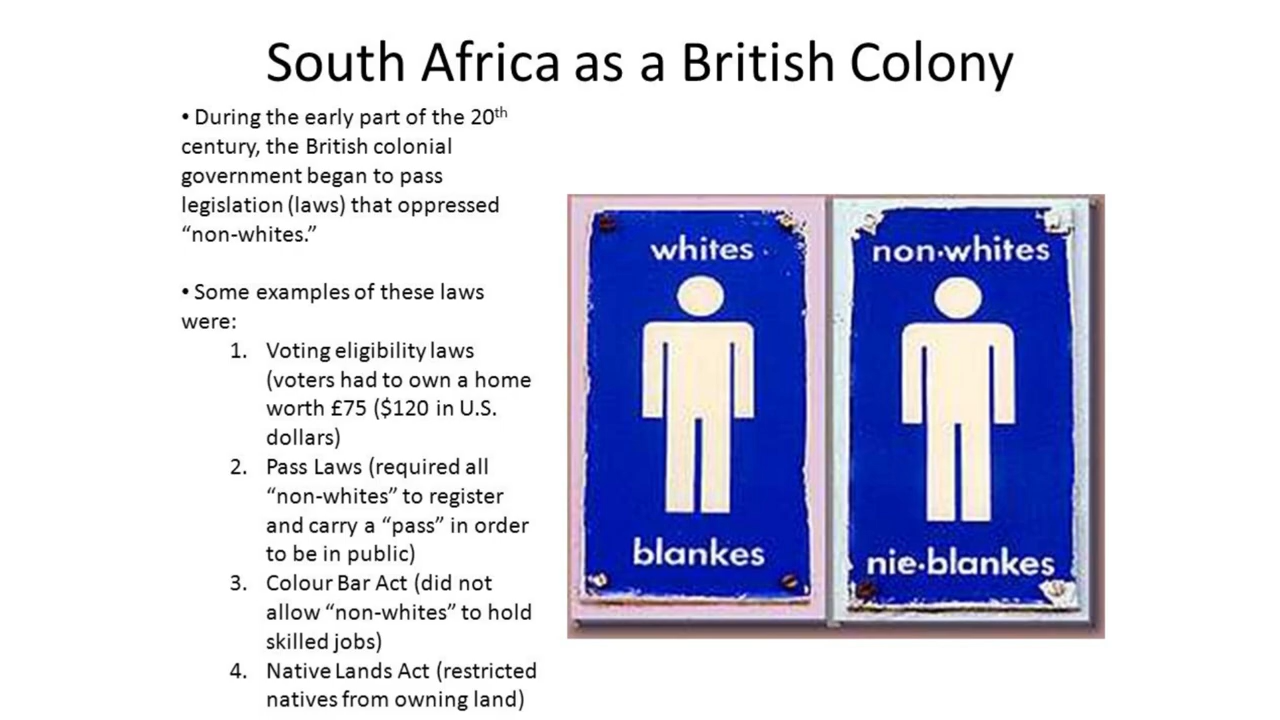 South Africa as a British Colony
• During the early part of the 20th
century, the British colonial
government began to pass
legislation (laws) that oppressed
“non-whites.”
• Some examples of these laws
were:
1. Voting eligibility laws
(voters had to own a home
worth £75 ($120 in U.S.
dollars)
2. Pass Laws (required all
“non-whites” to register
and carry a “pass” in order
to be in public)
3. Colour Bar Act (did not
allow “non-whites” to hold
skilled jobs)
4. Native Lands Act (restricted
natives from owning land)
whites
blankes
non-whites
nie-blankes